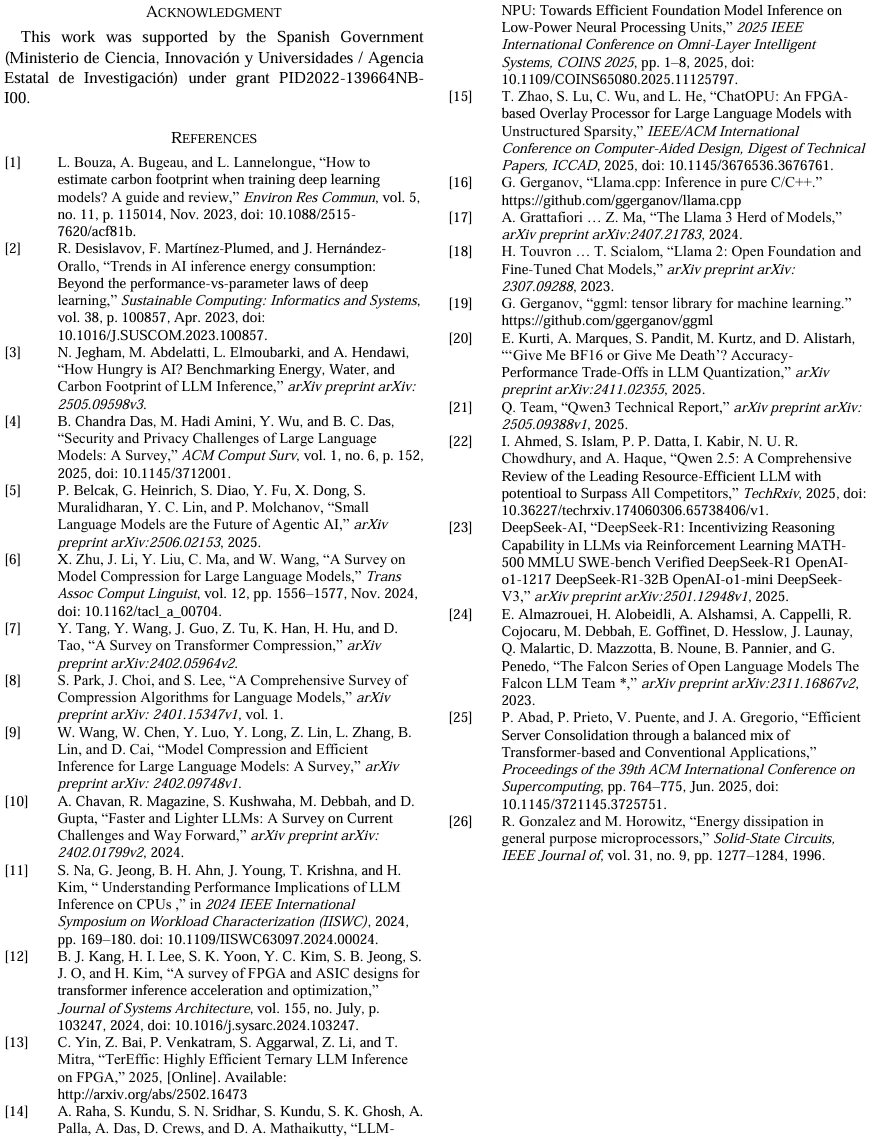 ACKNOWLEDGMENT
This work was supported by the Spanish Government
(Ministerio de Ciencia, Innovación y Universidades / Agencia
Estatal de Investigación) under grant PID2022-139664NB-
I00.
REFERENCES
[1] L. Bouza, A. Bugeau, and L. Lannelongue, “How to
estimate carbon footprint when training deep learning
models? A guide and review,” Environ Res Commun, vol. 5,
no. 11, p. 115014, Nov. 2023, doi: 10.1088/2515-
7620/acf81b.
[2] R. Desislavov, F. Martínez-Plumed, and J. Hernández-
Orallo, “Trends in AI inference energy consumption:
Beyond the performance-vs-parameter laws of deep
learning,” Sustainable Computing: Informatics and Systems,
vol. 38, p. 100857, Apr. 2023, doi:
10.1016/J.SUSCOM.2023.100857.
[3] N. Jegham, M. Abdelatti, L. Elmoubarki, and A. Hendawi,
“How Hungry is AI? Benchmarking Energy, Water, and
Carbon Footprint of LLM Inference,” arXiv preprint arXiv:
2505.09598v3.
[4] B. Chandra Das, M. Hadi Amini, Y. Wu, and B. C. Das,
“Security and Privacy Challenges of Large Language
Models: A Survey,” ACM Comput Surv, vol. 1, no. 6, p. 152,
2025, doi: 10.1145/3712001.
[5] P. Belcak, G. Heinrich, S. Diao, Y. Fu, X. Dong, S.
Muralidharan, Y. C. Lin, and P. Molchanov, “Small
Language Models are the Future of Agentic AI,” arXiv
preprint arXiv:2506.02153, 2025.
[6] X. Zhu, J. Li, Y. Liu, C. Ma, and W. Wang, “A Survey on
Model Compression for Large Language Models,” Trans
Assoc Comput Linguist, vol. 12, pp. 1556–1577, Nov. 2024,
doi: 10.1162/tacl_a_00704.
[7] Y. Tang, Y. Wang, J. Guo, Z. Tu, K. Han, H. Hu, and D.
Tao, “A Survey on Transformer Compression,” arXiv
preprint arXiv:2402.05964v2.
[8] S. Park, J. Choi, and S. Lee, “A Comprehensive Survey of
Compression Algorithms for Language Models,” arXiv
preprint arXiv: 2401.15347v1, vol. 1.
[9] W. Wang, W. Chen, Y. Luo, Y. Long, Z. Lin, L. Zhang, B.
Lin, and D. Cai, “Model Compression and Efficient
Inference for Large Language Models: A Survey,” arXiv
preprint arXiv: 2402.09748v1.
[10] A. Chavan, R. Magazine, S. Kushwaha, M. Debbah, and D.
Gupta, “Faster and Lighter LLMs: A Survey on Current
Challenges and Way Forward,” arXiv preprint arXiv:
2402.01799v2, 2024.
[11] S. Na, G. Jeong, B. H. Ahn, J. Young, T. Krishna, and H.
Kim, “ Understanding Performance Implications of LLM
Inference on CPUs ,” in 2024 IEEE International
Symposium on Workload Characterization (IISWC), 2024,
pp. 169–180. doi: 10.1109/IISWC63097.2024.00024.
[12] B. J. Kang, H. I. Lee, S. K. Yoon, Y. C. Kim, S. B. Jeong, S.
J. O, and H. Kim, “A survey of FPGA and ASIC designs for
transformer inference acceleration and optimization,”
Journal of Systems Architecture, vol. 155, no. July, p.
103247, 2024, doi: 10.1016/j.sysarc.2024.103247.
[13] C. Yin, Z. Bai, P. Venkatram, S. Aggarwal, Z. Li, and T.
Mitra, “TerEffic: Highly Efficient Ternary LLM Inference
on FPGA,” 2025, [Online]. Available:
http://arxiv.org/abs/2502.16473
[14] A. Raha, S. Kundu, S. N. Sridhar, S. Kundu, S. K. Ghosh, A.
Palla, A. Das, D. Crews, and D. A. Mathaikutty, “LLM-
NPU: Towards Efficient Foundation Model Inference on
Low-Power Neural Processing Units,” 2025 IEEE
International Conference on Omni-Layer Intelligent
Systems, COINS 2025, pp. 1–8, 2025, doi:
10.1109/COINS65080.2025.11125797.
[15] T. Zhao, S. Lu, C. Wu, and L. He, “ChatOPU: An FPGA-
based Overlay Processor for Large Language Models with
Unstructured Sparsity,” IEEE/ACM International
Conference on Computer-Aided Design, Digest of Technical
Papers, ICCAD, 2025, doi: 10.1145/3676536.3676761.
[16] G. Gerganov, “Llama.cpp: Inference in pure C/C++.”
https://github.com/ggerganov/llama.cpp
[17] A. Grattafiori … Z. Ma, “The Llama 3 Herd of Models,”
arXiv preprint arXiv:2407.21783, 2024.
[18] H. Touvron … T. Scialom, “Llama 2: Open Foundation and
Fine-Tuned Chat Models,” arXiv preprint arXiv:
2307.09288, 2023.
[19] G. Gerganov, “ggml: tensor library for machine learning.”
https://github.com/ggerganov/ggml
[20] E. Kurti, A. Marques, S. Pandit, M. Kurtz, and D. Alistarh,
“‘Give Me BF16 or Give Me Death’? Accuracy-
Performance Trade-Offs in LLM Quantization,” arXiv
preprint arXiv:2411.02355, 2025.
[21] Q. Team, “Qwen3 Technical Report,” arXiv preprint arXiv:
2505.09388v1, 2025.
[22] I. Ahmed, S. Islam, P. P. Datta, I. Kabir, N. U. R.
Chowdhury, and A. Haque, “Qwen 2.5: A Comprehensive
Review of the Leading Resource-Efficient LLM with
potentioal to Surpass All Competitors,” TechRxiv, 2025, doi:
10.36227/techrxiv.174060306.65738406/v1.
[23] DeepSeek-AI, “DeepSeek-R1: Incentivizing Reasoning
Capability in LLMs via Reinforcement Learning MATH-
500 MMLU SWE-bench Verified DeepSeek-R1 OpenAI-
o1-1217 DeepSeek-R1-32B OpenAI-o1-mini DeepSeek-
V3,” arXiv preprint arXiv:2501.12948v1, 2025.
[24] E. Almazrouei, H. Alobeidli, A. Alshamsi, A. Cappelli, R.
Cojocaru, M. Debbah, E. Goffinet, D. Hesslow, J. Launay,
Q. Malartic, D. Mazzotta, B. Noune, B. Pannier, and G.
Penedo, “The Falcon Series of Open Language Models The
Falcon LLM Team *,” arXiv preprint arXiv:2311.16867v2,
2023.
[25] P. Abad, P. Prieto, V. Puente, and J. A. Gregorio, “Efficient
Server Consolidation through a balanced mix of
Transformer-based and Conventional Applications,”
Proceedings of the 39th ACM International Conference on
Supercomputing, pp. 764–775, Jun. 2025, doi:
10.1145/3721145.3725751.
[26] R. Gonzalez and M. Horowitz, “Energy dissipation in
general purpose microprocessors,” Solid-State Circuits,
IEEE Journal of, vol. 31, no. 9, pp. 1277–1284, 1996.